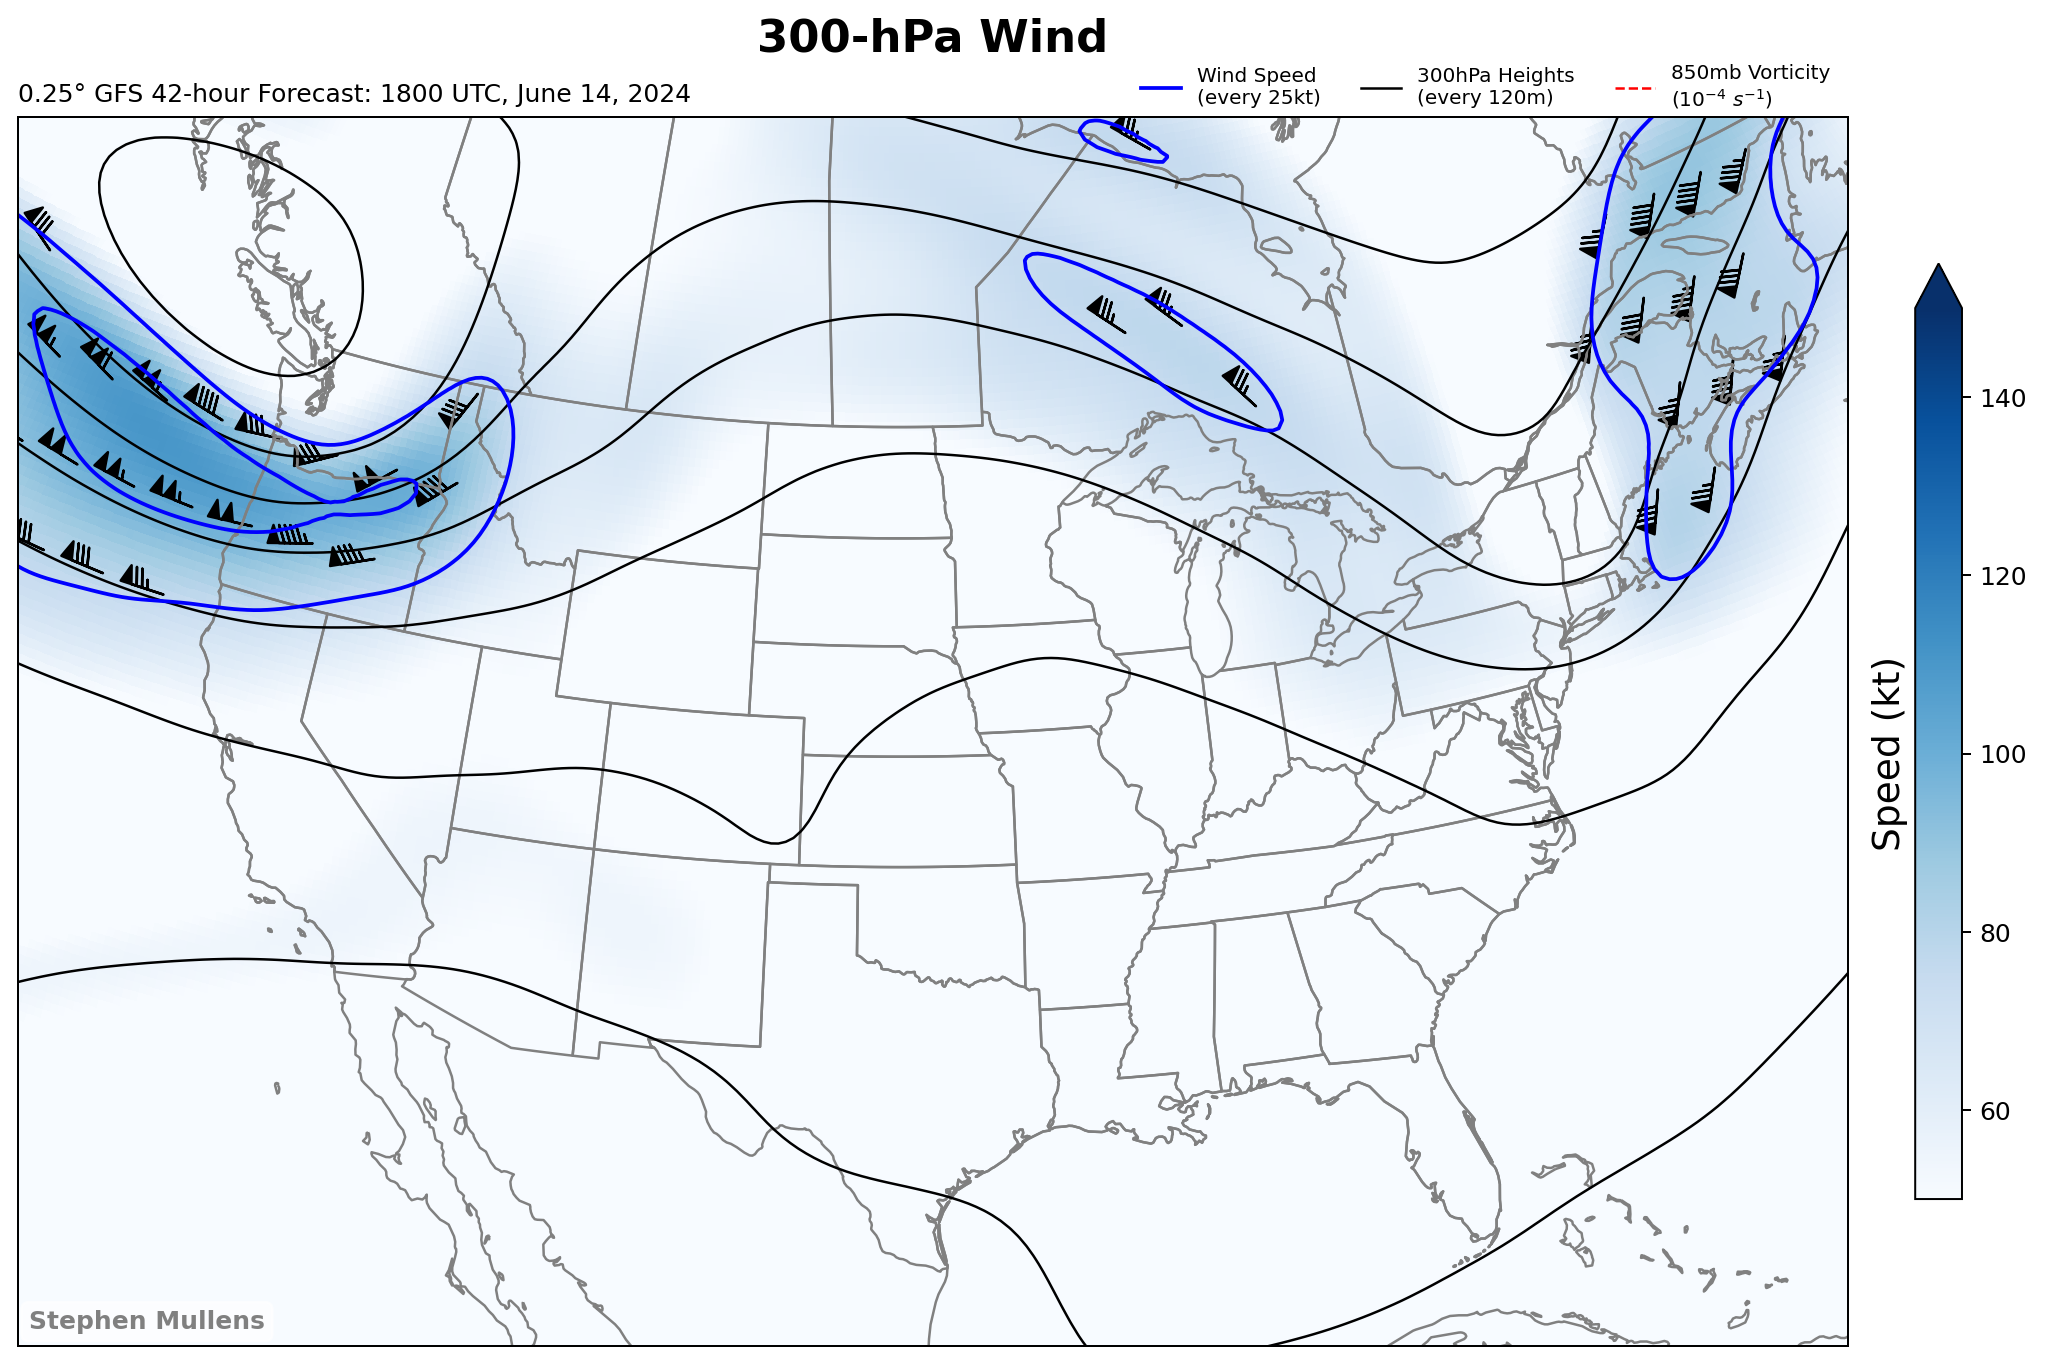 300-hPa Wind
0.25° GFS 42-hour Forecast: 1800 UTC, June 14, 2024
Wind Speed
(every 25kt)
300hPa Heights
(every 120m)
850mb Vorticity
(10⁻⁴ s⁻¹)
140
120
100
80
60
Speed (kt)
Stephen Mullens